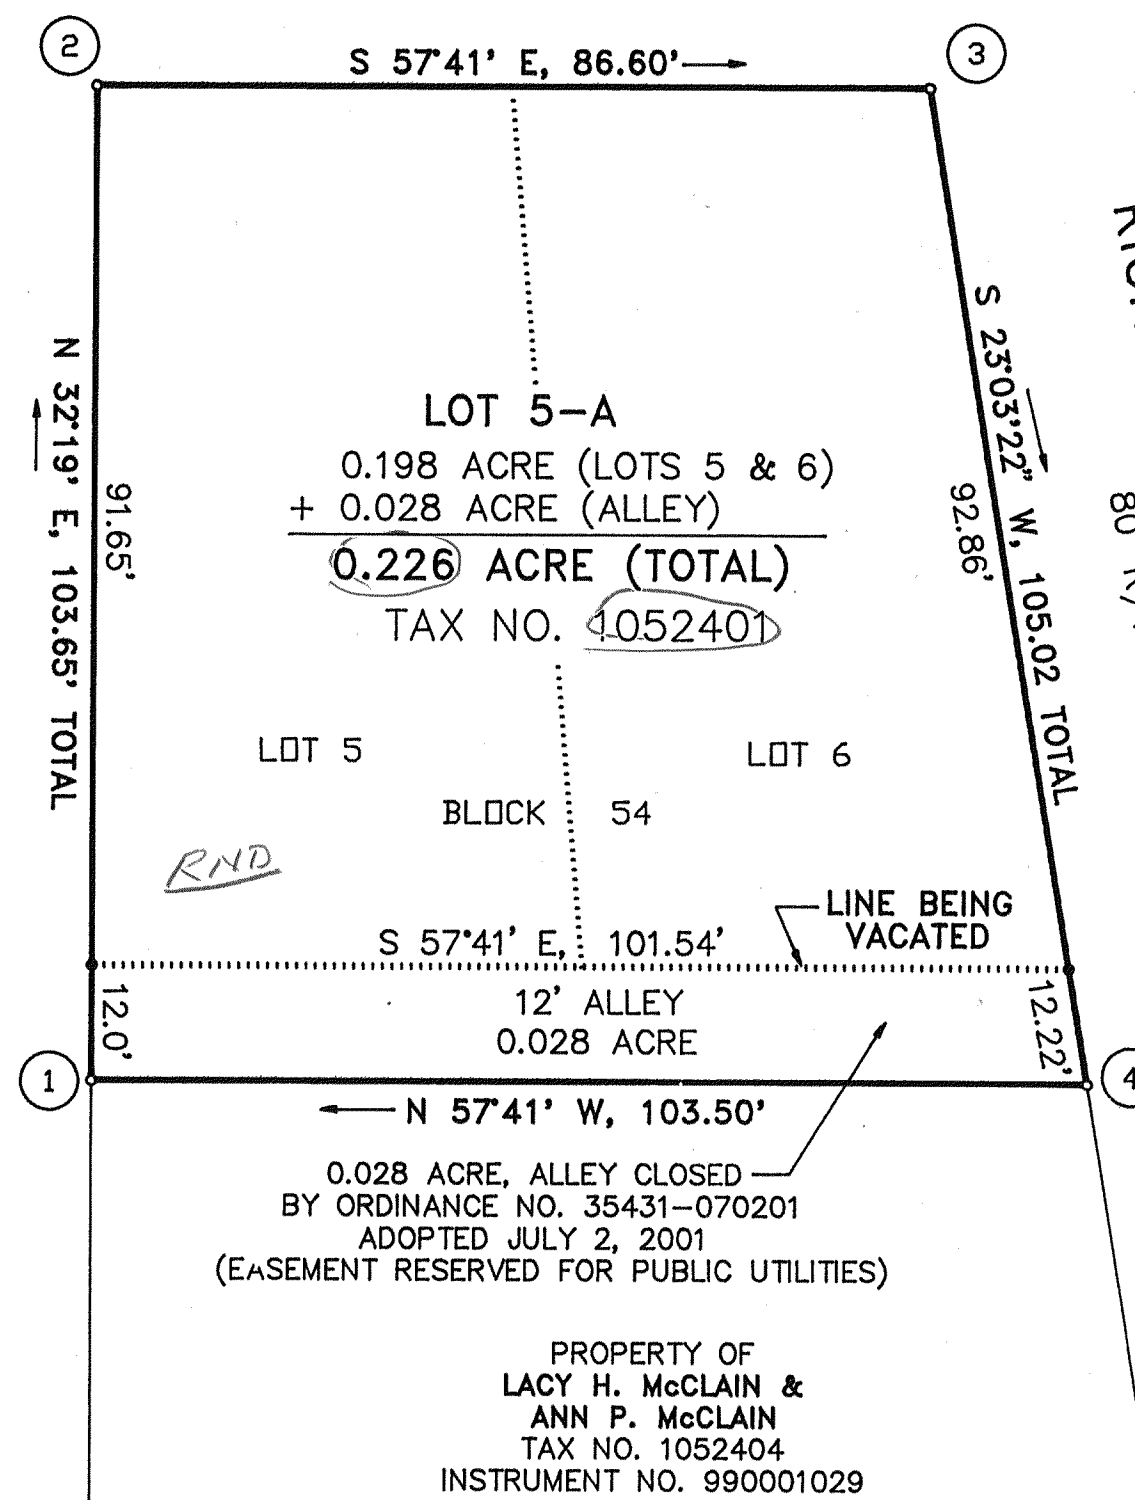 2
S 57°41' E, 86.60'
3
N 32°19' E, 103.65' TOTAL
91.65'
S 23°03'22" W, 105.02 TOTAL
92.86'
80
LOT 5-A
0.198 ACRE (LOTS 5 & 6)
+ 0.028 ACRE (ALLEY)
0.226 ACRE (TOTAL)
TAX NO. 1052401
LOT 5
LOT 6
BLOCK 54
RND
LINE BEING
VACATED
S 57°41' E, 101.54'
12.0'
12' ALLEY
0.028 ACRE
12.22'
1
4
N 57°41' W, 103.50'
0.028 ACRE, ALLEY CLOSED
BY ORDINANCE NO. 35431-070201
ADOPTED JULY 2, 2001
(EASEMENT RESERVED FOR PUBLIC UTILITIES)
PROPERTY OF
LACY H. McCLAIN &
ANN P. McCLAIN
TAX NO. 1052404
INSTRUMENT NO. 990001029